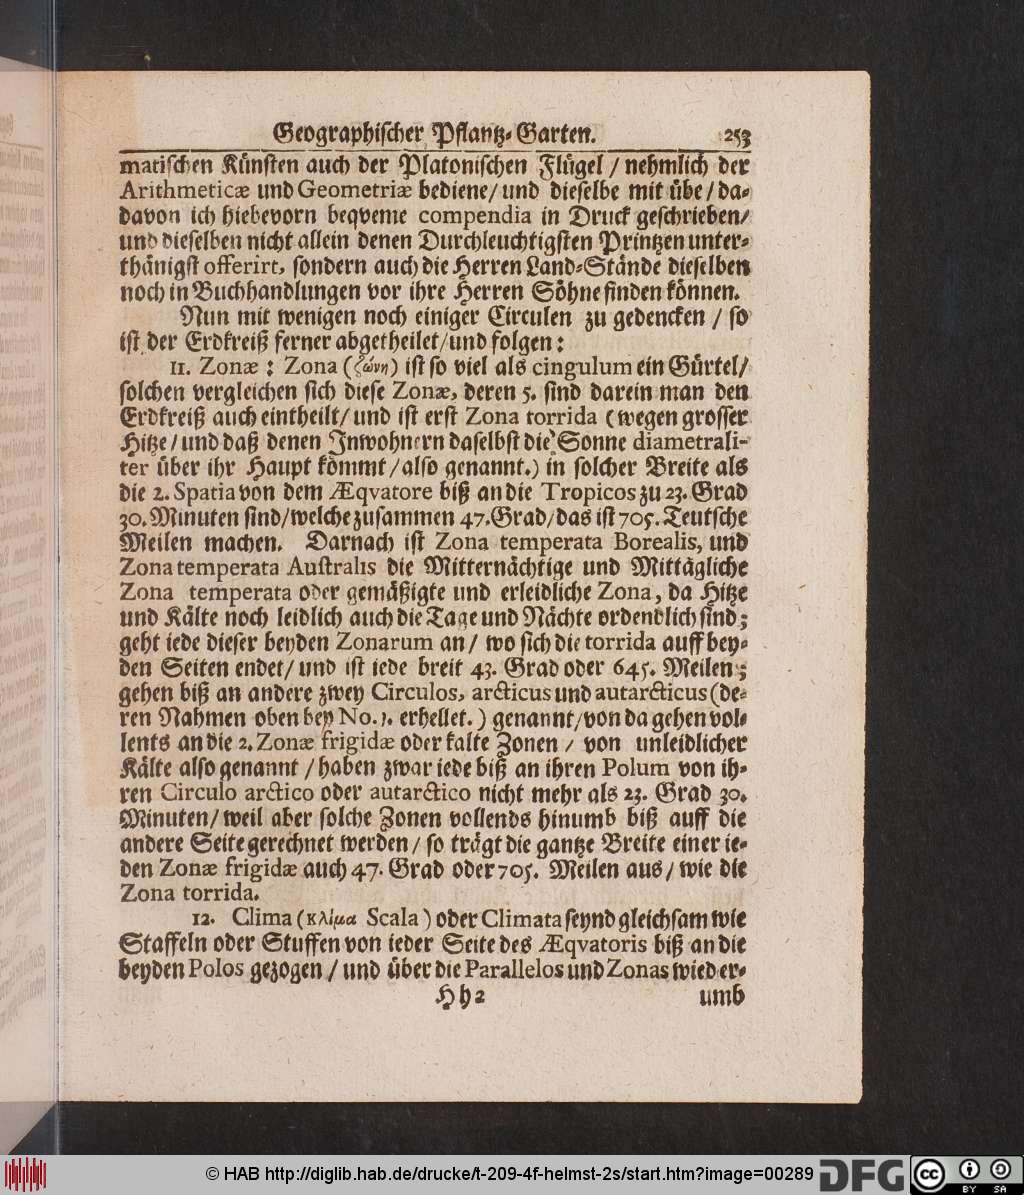 Geographischer Pflantz-Garten. 253
matischen Künsten auch der Platonischen Flügel / nehmlich der
Arithmeticæ und Geometriæ bediene / und dieselbe mit übe / da-
davon ich hiebevorn beqveme compendia in Druck geschrieben /
und dieselben nicht allein denen Durchleuchtigsten Printzen unter-
thänigst offerirt, sondern auch die Herren Land-Stände dieselben
noch in Buchhandlungen vor ihre Herren Söhne finden können.
Nun mit wenigen noch einiger Circulen zu gedencken / so
ist der Erdkreiß ferner abgetheilet / und folgen:
11. Zonæ: Zona (ζώνη) ist so viel als cingulum ein Gürtel /
solchen vergleichen sich diese Zonæ, deren 5. sind darein man den
Erdkreiß auch eintheilt / und ist erst Zona torrida (wegen grosser
Hitze / und daß denen Inwohnern daselbst die Sonne diametrali-
ter über ihr Haupt kömmt / also genannt.) in solcher Breite als
die 2. Spatia von dem Æqvatore biß an die Tropicos zu 23. Grad
30. Minuten sind / welche zusammen 47. Grad / das ist 705. Teutsche
Meilen machen. Darnach ist Zona temperata Borealis, und
Zona temperata Australis die Mitternächtige und Mittägliche
Zona temperata oder gemäßigte und erleidliche Zona, da Hitze
und Kälte noch leidlich auch die Tage und Nächte ordendlich sind;
geht iede dieser beyden Zonarum an / wo sich die torrida auff bey-
den Seiten endet / und ist iede breit 43. Grad oder 645. Meilen;
gehen biß an andere zwey Circulos, arcticus und autarcticus (de-
ren Nahmen oben bey No. 1. erhellet.) genannt / von da gehen vol-
lents an die 2. Zonæ frigidæ oder kalte Zonen / von unleidlicher
Kälte also genannt / haben zwar iede biß an ihren Polum von ih-
ren Circulo arctico oder autarctico nicht mehr als 23. Grad 30.
Minuten / weil aber solche Zonen vollends hinumb biß auff die
andere Seite gerechnet werden / so trägt die gantze Breite einer ie-
den Zonæ frigidæ auch 47. Grad oder 705. Meilen aus / wie die
Zona torrida.
12. Clima (κλίμα Scala) oder Climata seynd gleichsam wie
Staffeln oder Stuffen von ieder Seite des Æqvatoris biß an die
beyden Polos gezogen / und über die Parallelos und Zonas wieder-
Hh 2 umb
© HAB http://diglib.hab.de/drucke/t-209-4f-helmst-2s/start.htm?image=00289 DFG cc BY SA